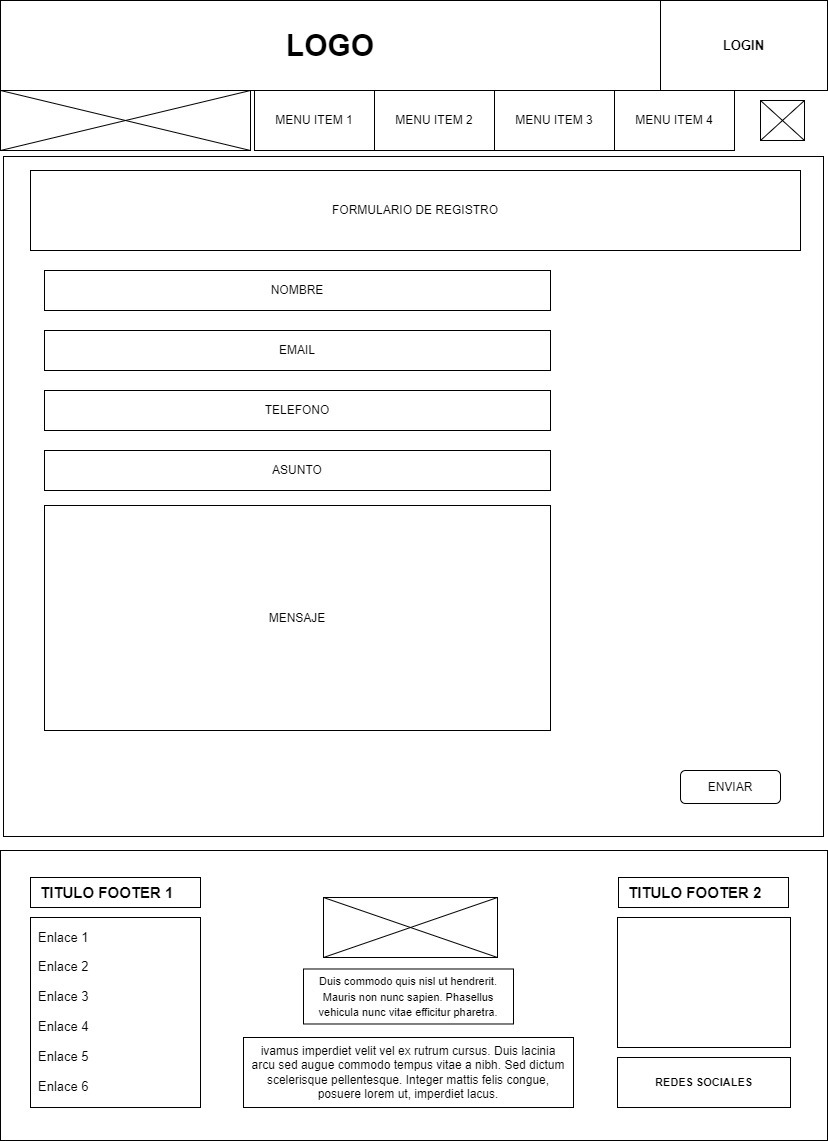 LOGO
LOGIN
MENU ITEM 1
MENU ITEM 2
MENU ITEM 3
MENU ITEM 4
FORMULARIO DE REGISTRO
NOMBRE
EMAIL
TELEFONO
ASUNTO
MENSAJE
ENVIAR
TITULO FOOTER 1
Enlace 1
Enlace 2
Enlace 3
Enlace 4
Enlace 5
Enlace 6
Duis commodo quis nisl ut hendrerit.
Mauris non nunc sapien. Phasellus
vehicula nunc vitae efficitur pharetra.
ivamus imperdiet velit vel ex rutrum cursus. Duis lacinia
arcu sed augue commodo tempus vitae a nibh. Sed dictum
scelerisque pellentesque. Integer mattis felis congue,
posuere lorem ut, imperdiet lacus.
TITULO FOOTER 2
REDES SOCIALES